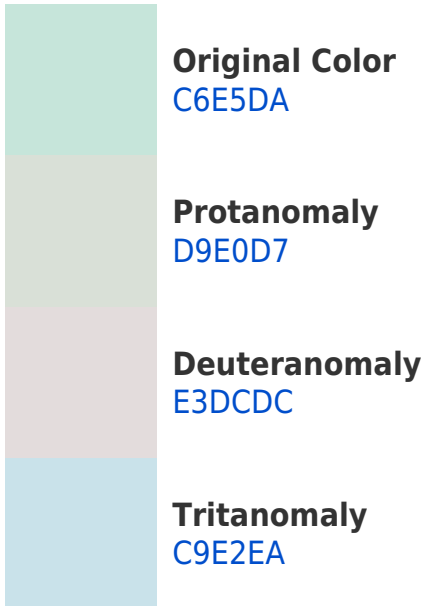 Original Color
C6E5DA
Protanomaly
D9E0D7
Deuteranomaly
E3DCDC
Tritanomaly
C9E2EA